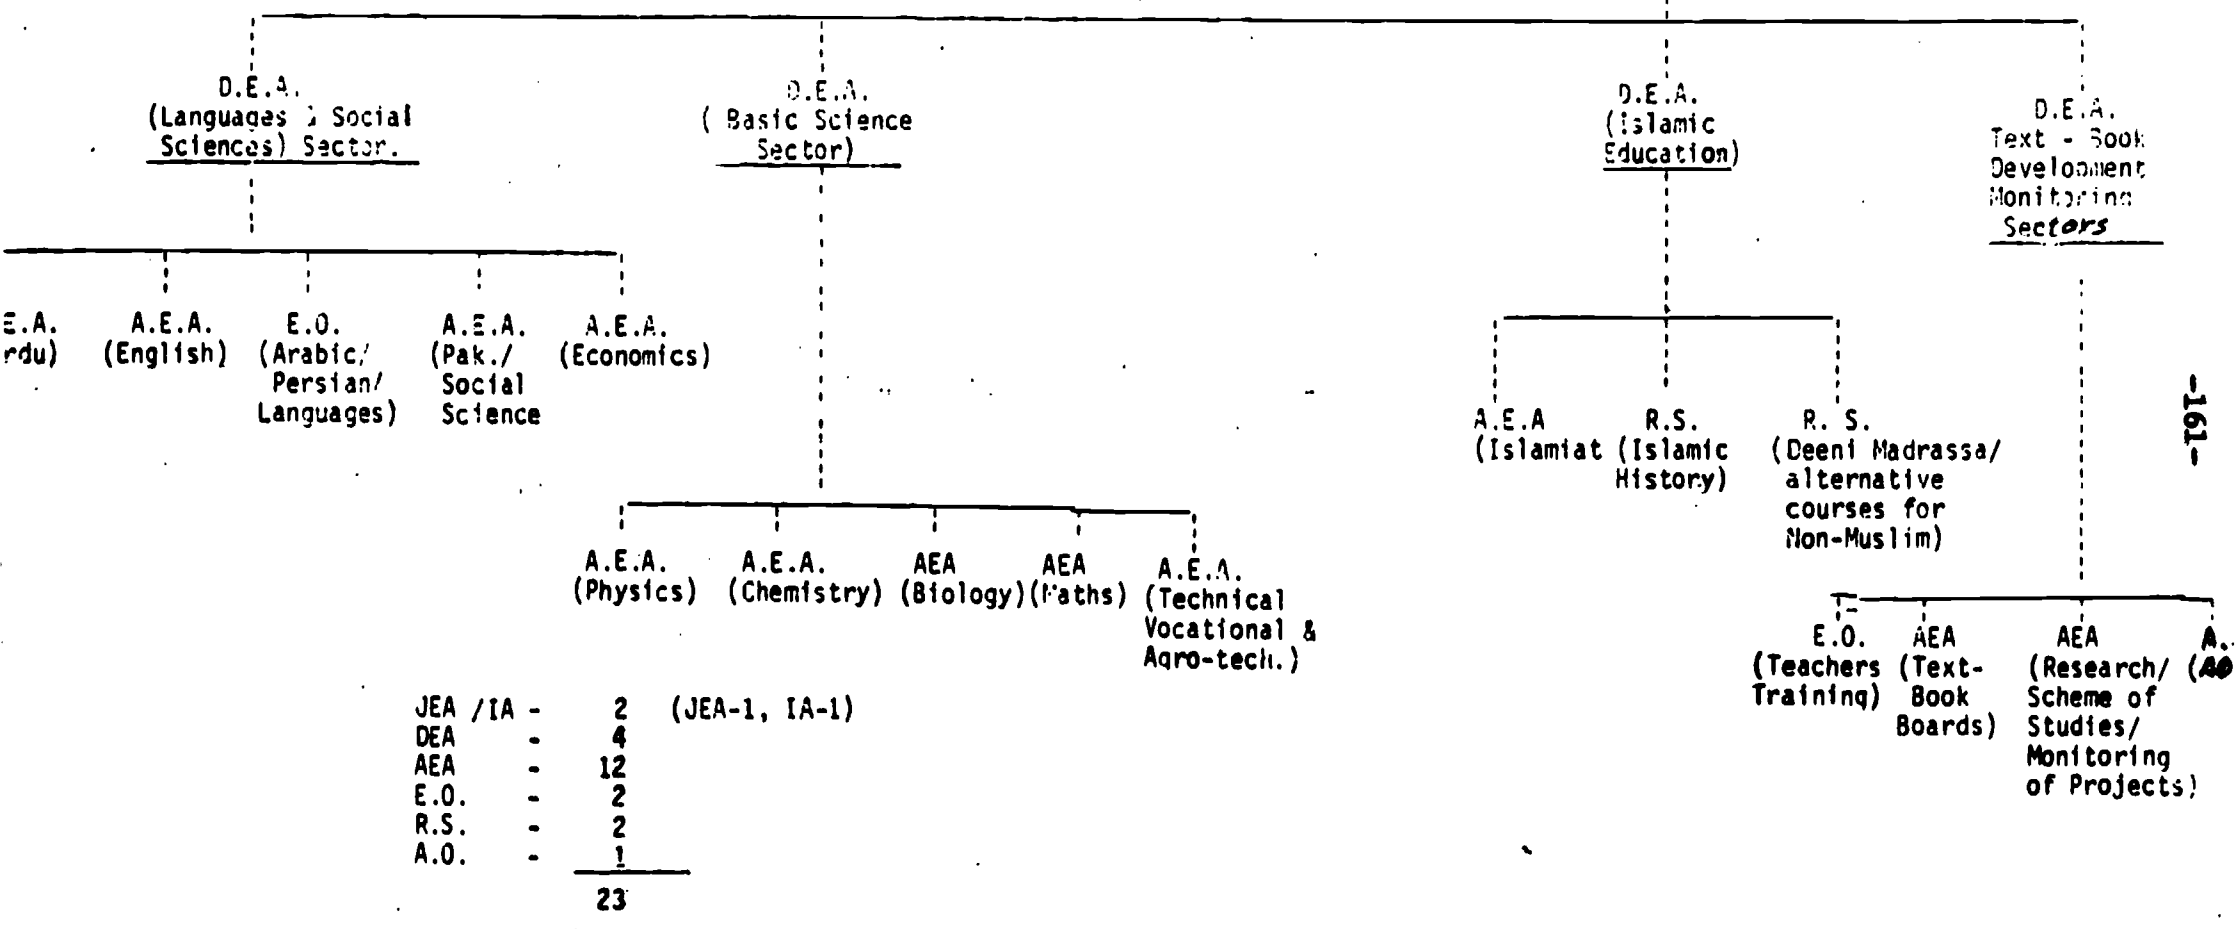 D.E.A.
(Languages & Social
Sciences) Sector.
D.E.A.
( Basic Science
Sector)
D.E.A.
(Islamic
Education)
D.E.A.
Text - Book
Development
Monitoring
Sectors
E.A.
rdu)
A.E.A.
(English)
E.O.
(Arabic/
Persian/
Languages)
A.E.A.
(Pak./
Social
Science
A.E.A.
(Economics)
A.E.A
(Islamiat
R.S.
(Islamic
History)
R. S.
(Deeni Madrassa/
alternative
courses for
Non-Muslim)
-161-
A.E.A.
(Physics)
A.E.A.
(Chemistry)
AEA
(Biology)
AEA
(Maths)
A.E.A.
(Technical
Vocational &
Agro-tech.)
E.O.
(Teachers
Training)
AEA
(Text-
Book
Boards)
AEA
(Research/
Scheme of
Studies/
Monitoring
of Projects)
A.
JEA /IA - 2 (JEA-1, IA-1)
DEA - 4
AEA - 12
E.O. - 2
R.S. - 2
A.O. - 1
23